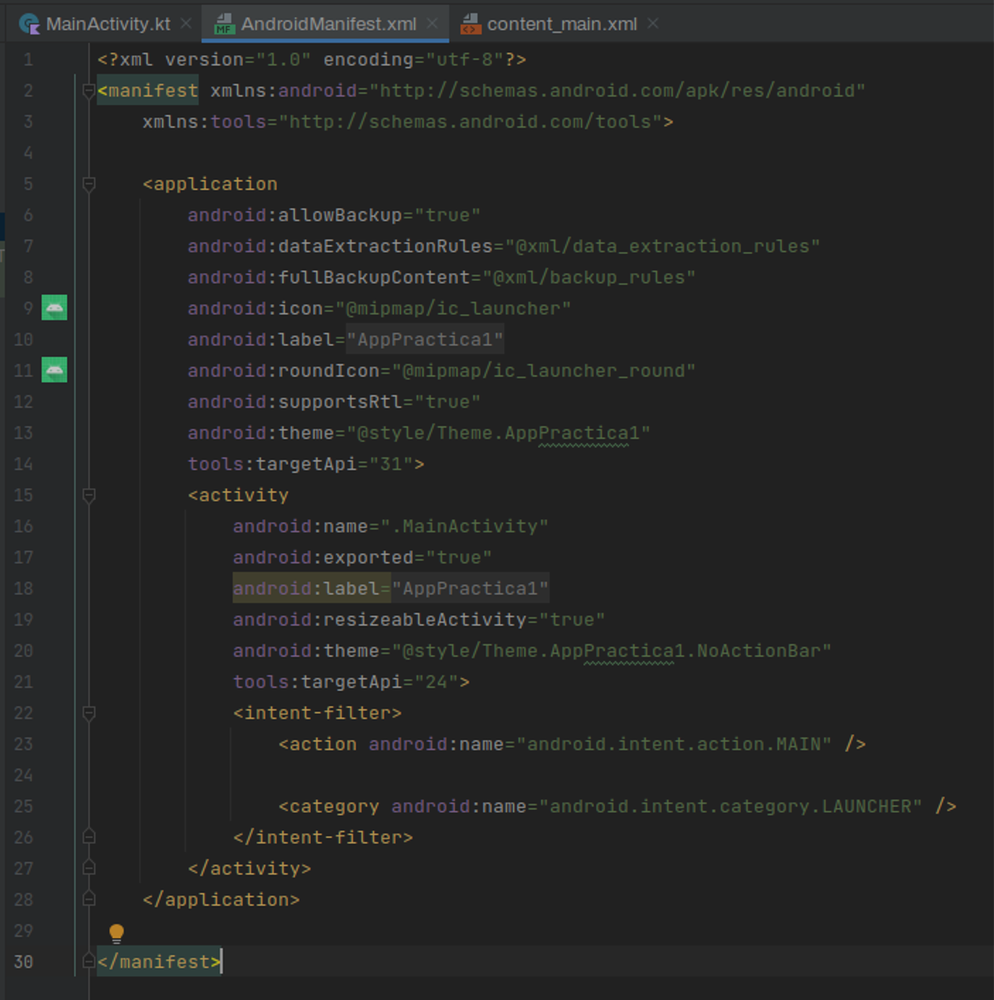 MainActivity.kt × AndroidManifest.xml × content_main.xml ×
1 <?xml version="1.0" encoding="utf-8"?>
2 <manifest xmlns:android="http://schemas.android.com/apk/res/android"
3     xmlns:tools="http://schemas.android.com/tools">
4
5     <application
6         android:allowBackup="true"
7         android:dataExtractionRules="@xml/data_extraction_rules"
8         android:fullBackupContent="@xml/backup_rules"
9         android:icon="@mipmap/ic_launcher"
10         android:label="AppPractica1"
11         android:roundIcon="@mipmap/ic_launcher_round"
12         android:supportsRtl="true"
13         android:theme="@style/Theme.AppPractica1"
14         tools:targetApi="31">
15         <activity
16             android:name=".MainActivity"
17             android:exported="true"
18             android:label="AppPractica1"
19             android:resizeableActivity="true"
20             android:theme="@style/Theme.AppPractica1.NoActionBar"
21             tools:targetApi="24">
22             <intent-filter>
23                 <action android:name="android.intent.action.MAIN" />
24
25                 <category android:name="android.intent.category.LAUNCHER" />
26             </intent-filter>
27         </activity>
28     </application>
29
30 </manifest>